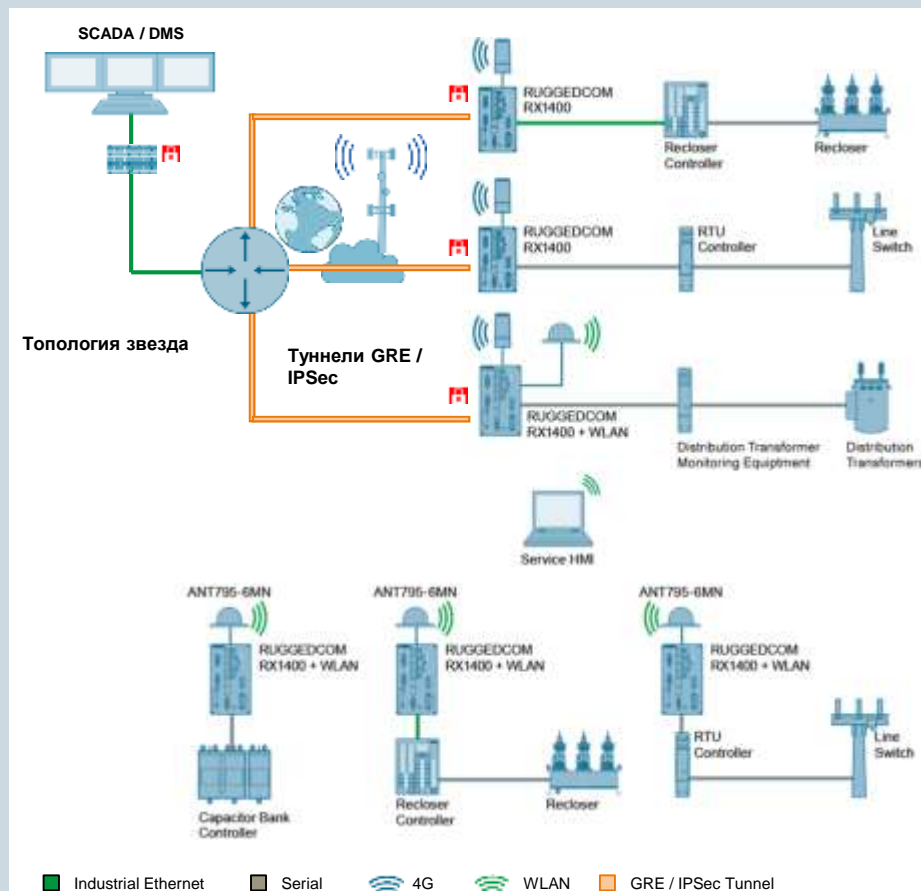 SCADA / DMS
RUGGEDCOM
RX1400
Recloser
Controller
Recloser
RUGGEDCOM
RX1400
RTU
Controller
Line
Switch
Топология звезда
Туннели GRE /
IPSec
RUGGEDCOM
RX1400 + WLAN
Distribution Transformer
Monitoring Equiptment
Distribution
Transformers
Service HMI
ANT795-6MN
ANT795-6MN
ANT795-6MN
RUGGEDCOM
RX1400 + WLAN
RUGGEDCOM
RX1400 + WLAN
RUGGEDCOM
RX1400 + WLAN
RTU
Controller
Line
Switch
Capacitor Bank
Controller
Recloser
Controller
Recloser
Industrial Ethernet
Serial
4G
WLAN
GRE / IPSec Tunnel